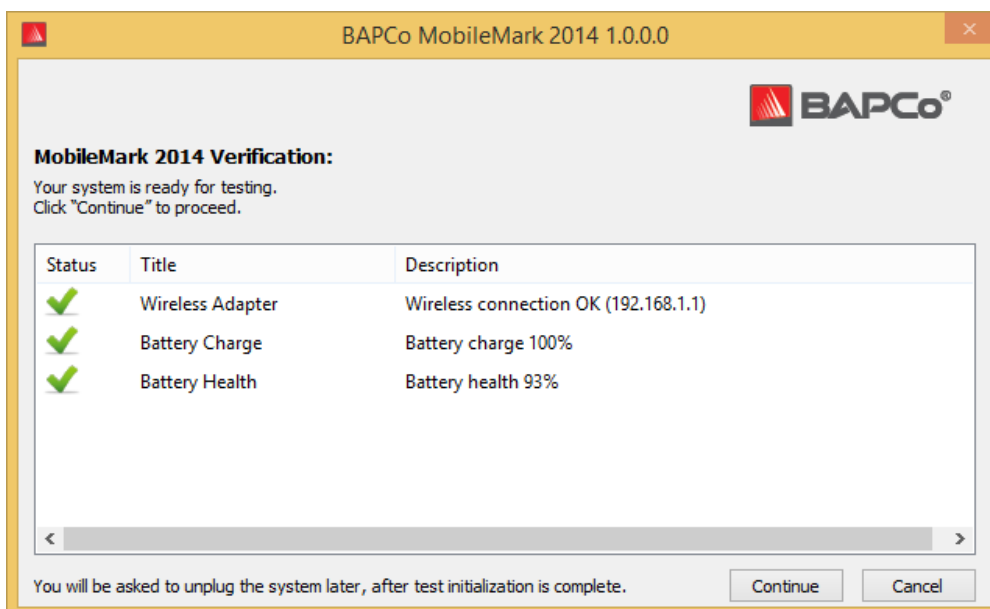 BAPCo MobileMark 2014 1.0.0.0
BAPCo®
MobileMark 2014 Verification:
Your system is ready for testing.
Click “Continue” to proceed.
Status Title Description
Wireless Adapter Wireless connection OK (192.168.1.1)
Battery Charge Battery charge 100%
Battery Health Battery health 93%
You will be asked to unplug the system later, after test initialization is complete. Continue Cancel